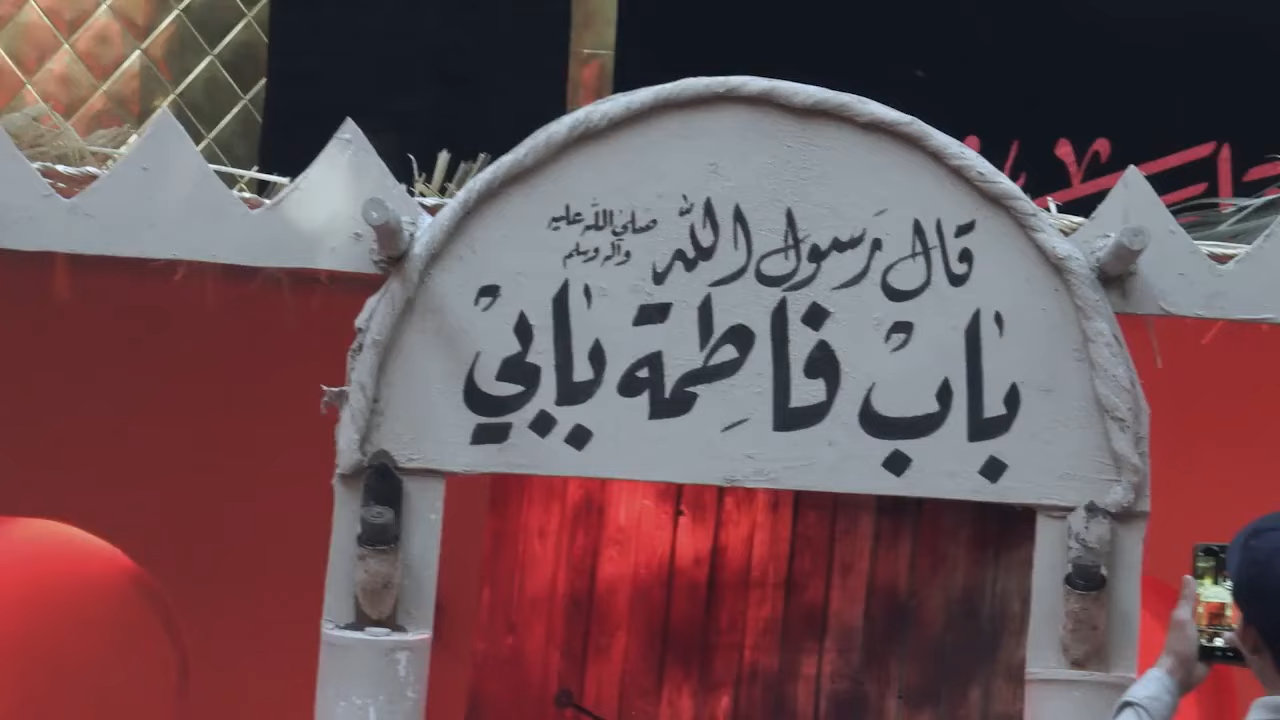 قال رسول الله صلى الله عليه
وآله وسلم
باب فاطمة بابي